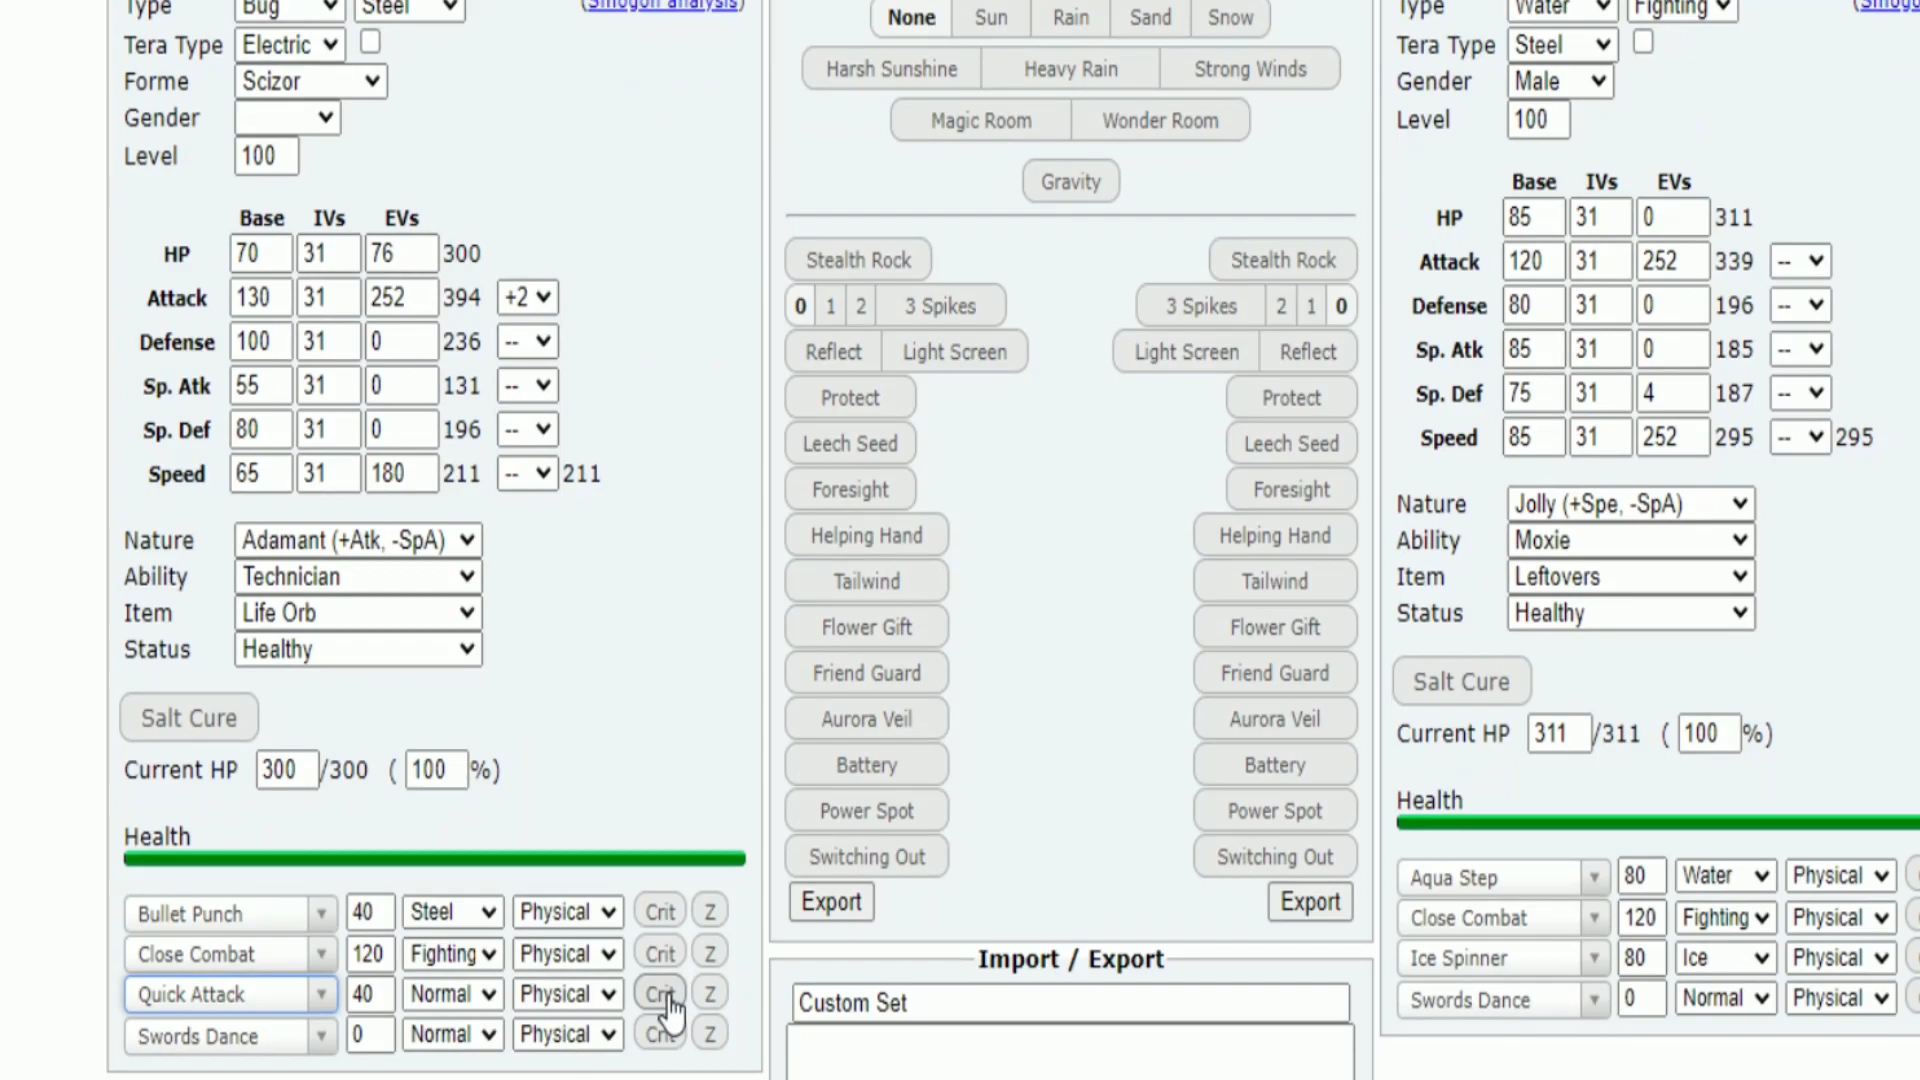 Type Bug Steel (Smogon analysis)
Tera Type Electric
Forme Scizor
Gender
Level 100
Base IVs EVs
HP 70 31 76 300
Attack 130 31 252 394 +2
Defense 100 31 0 236 --
Sp. Atk 55 31 0 131 --
Sp. Def 80 31 0 196 --
Speed 65 31 180 211 -- 211
Nature Adamant (+Atk, -SpA)
Ability Technician
Item Life Orb
Status Healthy
Salt Cure
Current HP 300 /300 ( 100 %)
Health
Bullet Punch 40 Steel Physical Crit Z
Close Combat 120 Fighting Physical Crit Z
Quick Attack 40 Normal Physical Crit Z
Swords Dance 0 Normal Physical Crit Z
None Sun Rain Sand Snow
Harsh Sunshine Heavy Rain Strong Winds
Magic Room Wonder Room
Gravity
Stealth Rock Stealth Rock
0 1 2 3 Spikes 3 Spikes 2 1 0
Reflect Light Screen Light Screen Reflect
Protect Protect
Leech Seed Leech Seed
Foresight Foresight
Helping Hand Helping Hand
Tailwind Tailwind
Flower Gift Flower Gift
Friend Guard Friend Guard
Aurora Veil Aurora Veil
Battery Battery
Power Spot Power Spot
Switching Out Switching Out
Export Export
Import / Export
Custom Set
Type Water Fighting
Tera Type Steel
Gender Male
Level 100
Base IVs EVs
HP 85 31 0 311
Attack 120 31 252 339 --
Defense 80 31 0 196 --
Sp. Atk 85 31 0 185 --
Sp. Def 75 31 4 187 --
Speed 85 31 252 295 -- 295
Nature Jolly (+Spe, -SpA)
Ability Moxie
Item Leftovers
Status Healthy
Salt Cure
Current HP 311 /311 ( 100 %)
Health
Aqua Step 80 Water Physical
Close Combat 120 Fighting Physical
Ice Spinner 80 Ice Physical
Swords Dance 0 Normal Physical